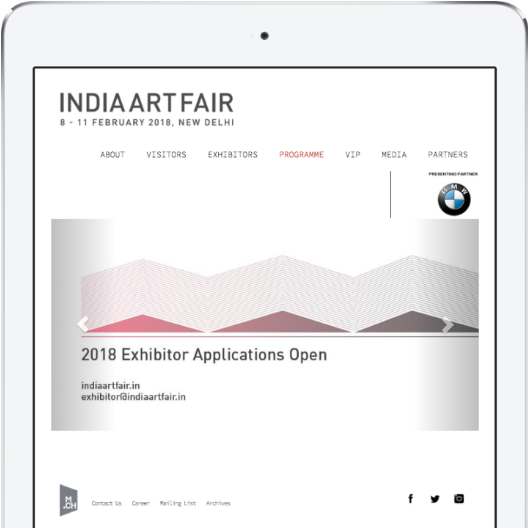 INDIA ART FAIR
8 - 11 FEBRUARY 2018, NEW DELHI
ABOUT VISITORS EXHIBITORS PROGRAMME VIP MEDIA PARTNERS
PRESENTING PARTNER
BMW
2018 Exhibitor Applications Open
indiaartfair.in
exhibitor@indiaartfair.in
M
.CH
Contact Us Career Mailing List Archives